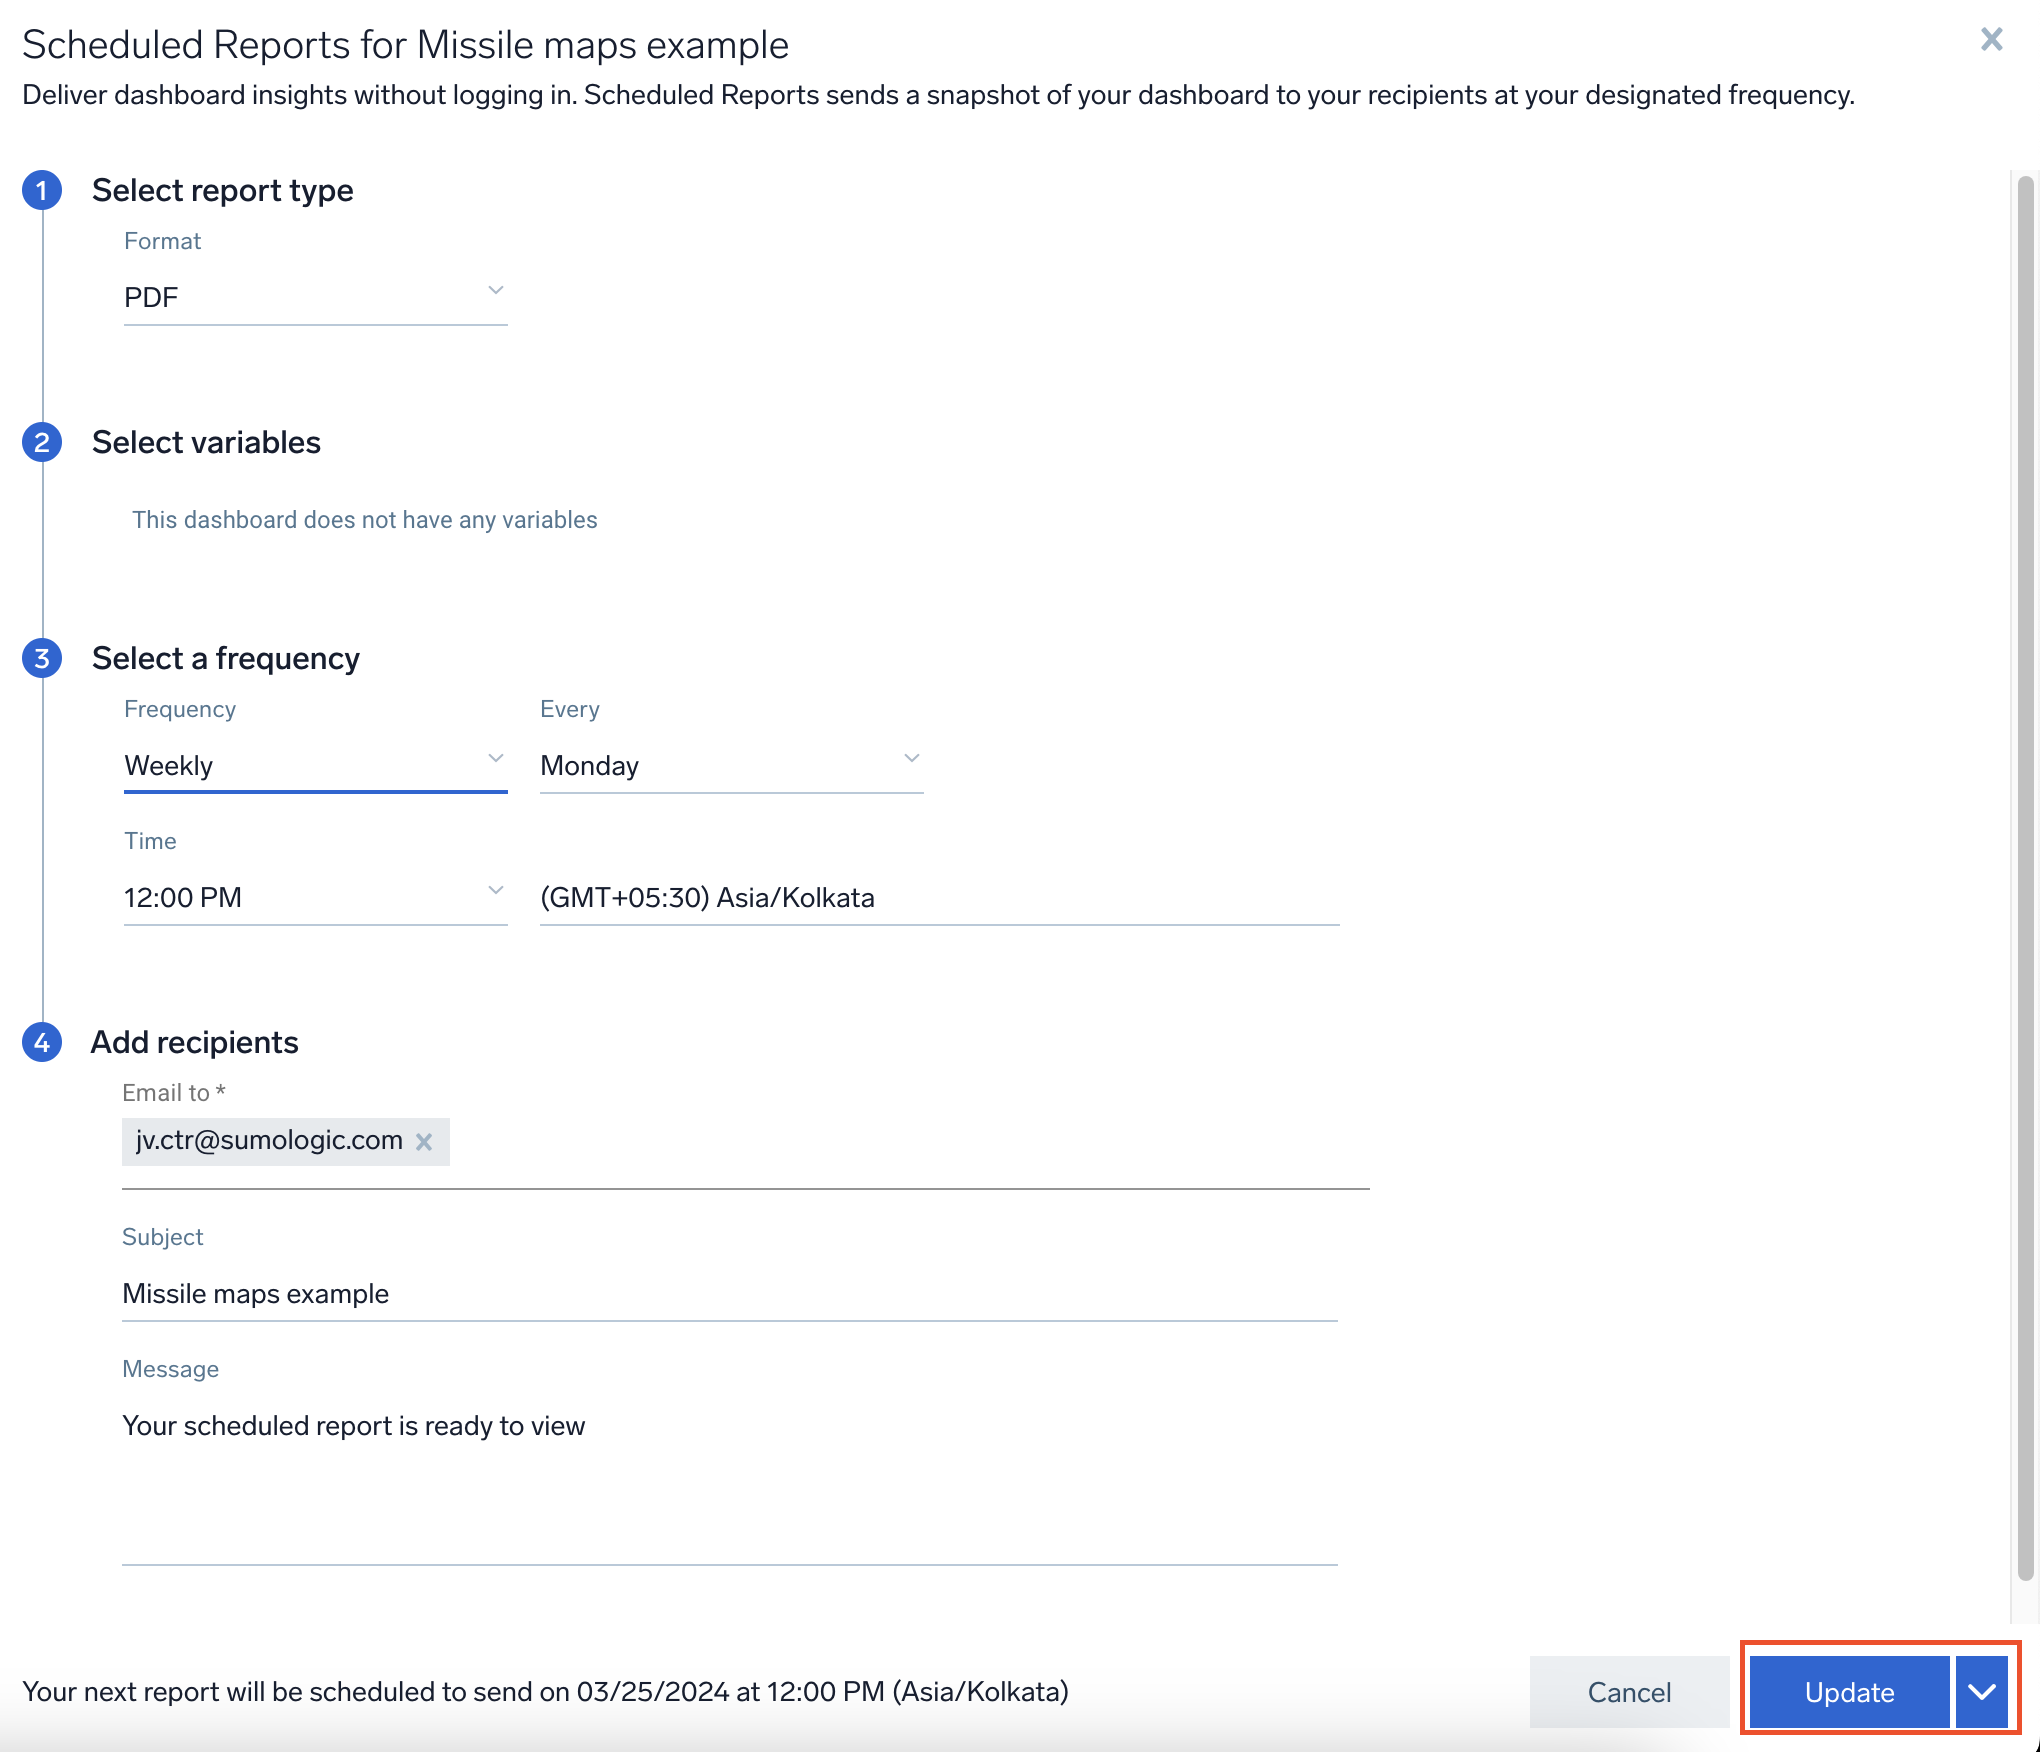 Scheduled Reports for Missile maps example
Deliver dashboard insights without logging in. Scheduled Reports sends a snapshot of your dashboard to your recipients at your designated frequency.
1 Select report type
Format
PDF
2 Select variables
This dashboard does not have any variables
3 Select a frequency
Frequency Every
Weekly Monday
Time
12:00 PM (GMT+05:30) Asia/Kolkata
4 Add recipients
Email to *
jv.ctr@sumologic.com
Subject
Missile maps example
Message
Your scheduled report is ready to view
Your next report will be scheduled to send on 03/25/2024 at 12:00 PM (Asia/Kolkata) Cancel Update